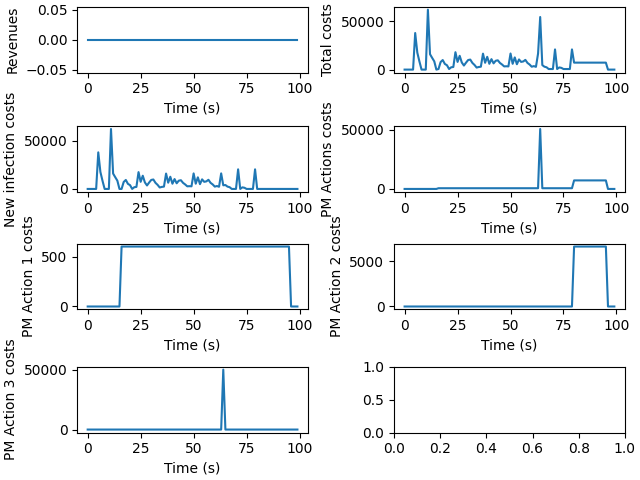 Revenues
0.05
0.00
−0.05
0 25 50 75 100
Time (s)
Total costs
50000
0
0 25 50 75 100
Time (s)
New infection costs
50000
0
0 25 50 75 100
Time (s)
PM Actions costs
50000
0
0 25 50 75 100
Time (s)
PM Action 1 costs
500
0
0 25 50 75 100
Time (s)
PM Action 2 costs
5000
0
0 25 50 75 100
Time (s)
PM Action 3 costs
50000
0
0 25 50 75 100
Time (s)
1.0
0.5
0.0
0.0 0.2 0.4 0.6 0.8 1.0